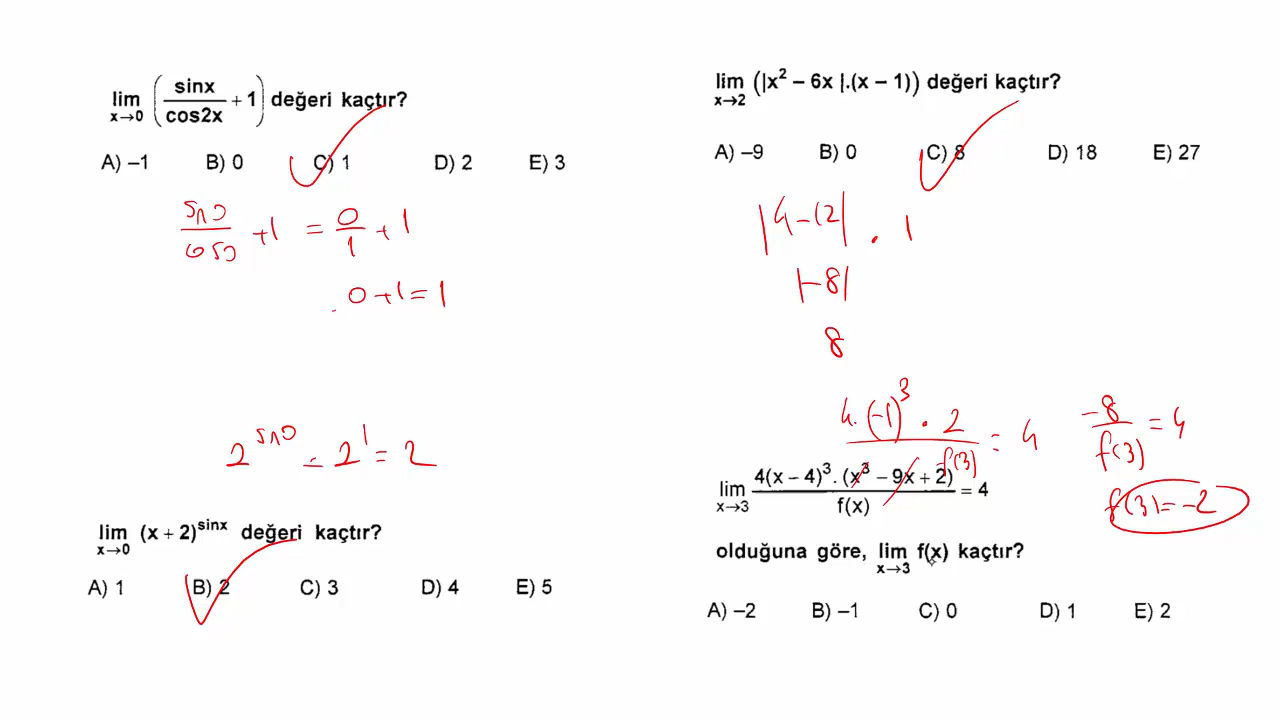 lim x→0 (sinx/cos2x + 1) değeri kaçtır?
A) –1 B) 0 C) 1 D) 2 E) 3
sin0/cos0 + 1 = 0/1 + 1
0+1=1
2^sin0 = 2^1 = 2
lim x→0 (x + 2)^sinx değeri kaçtır?
A) 1 B) 2 C) 3 D) 4 E) 5
lim x→2 (|x² – 6x|.(x – 1)) değeri kaçtır?
A) –9 B) 0 C) 8 D) 18 E) 27
|4-12| . 1
|-8|
8
4.(-1)³ . 2 / f(3) = 4
-8/f(3) = 4
f(3)=-2
lim x→3 4(x – 4)³. (x³ – 9x + 2)/f(x) = 4
olduğuna göre, lim x→3 f(x) kaçtır?
A) –2 B) –1 C) 0 D) 1 E) 2